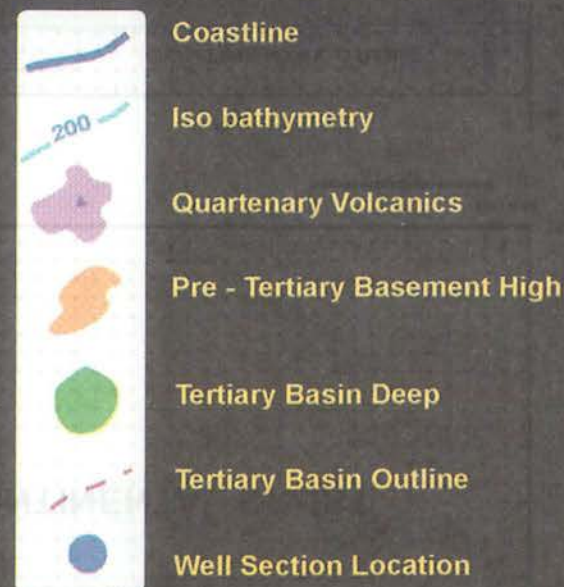 Coastline
200
Iso bathymetry
Quartenary Volcanics
Pre - Tertiary Basement High
Tertiary Basin Deep
Tertiary Basin Outline
Well Section Location